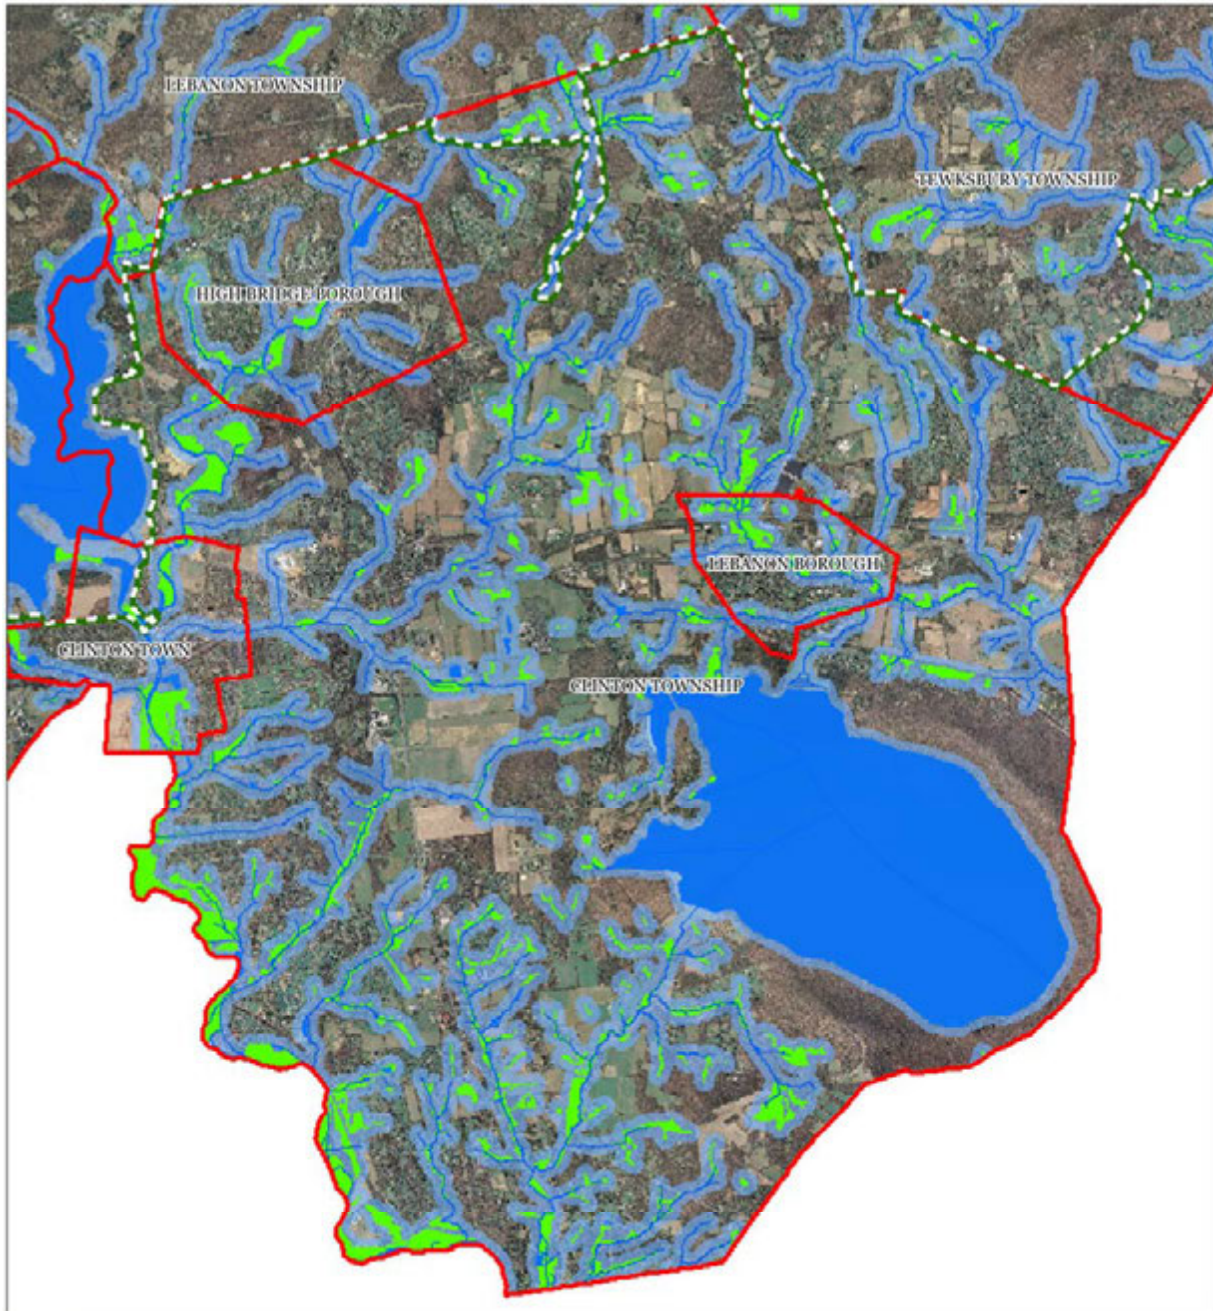 LEBANON TOWNSHIP
TEWKSBURY TOWNSHIP
HIGH BRIDGE BOROUGH
LEBANON BOROUGH
CLINTON TOWN
CLINTON TOWNSHIP